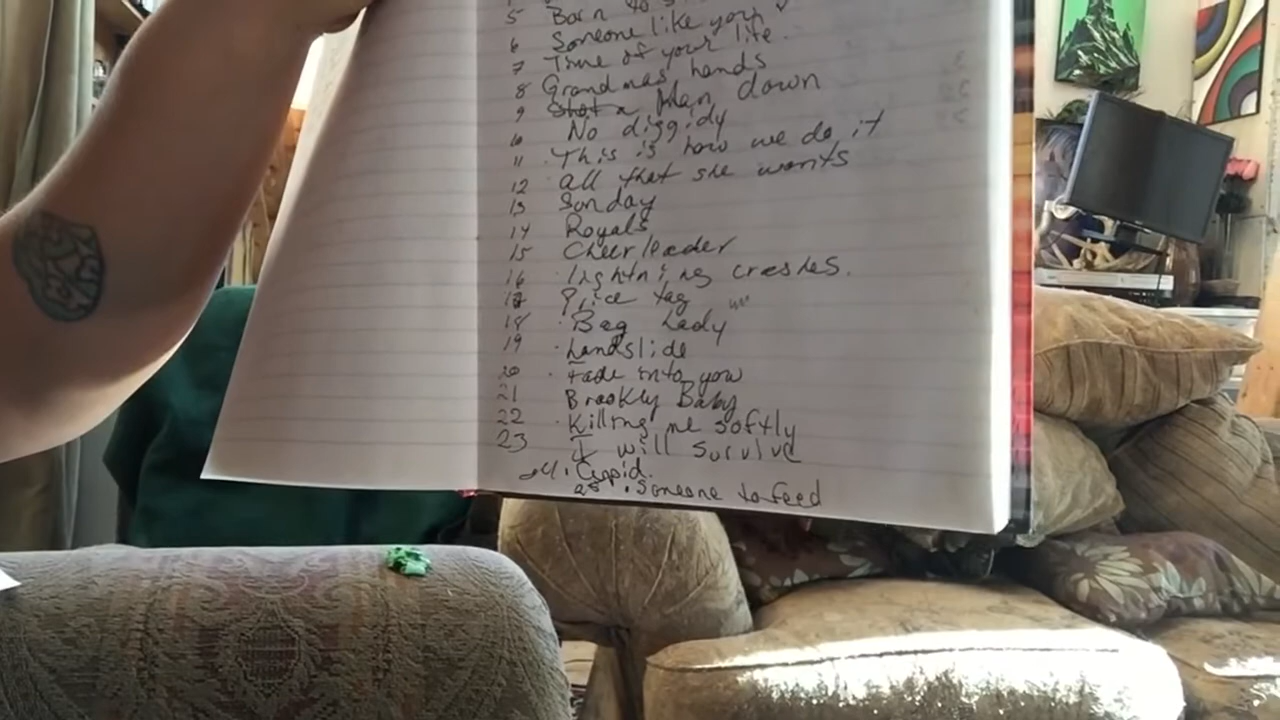 5 Born to
6 Someone like you
7 Time of your life
8 Grandmas hands
9 Shot a Man down
10 No diggidy
11 This is how we do it
12 all that she wants
13 Sunday
14 Royals
15 Cheerleader
16 lightning crashes.
17 Price tag
18 Bag Lady
19 Landslide
20 Fade into you
21 Brookly Baby
22 Killing me softly
23 I will survive
24. Cupid.
25 . Someone to feed